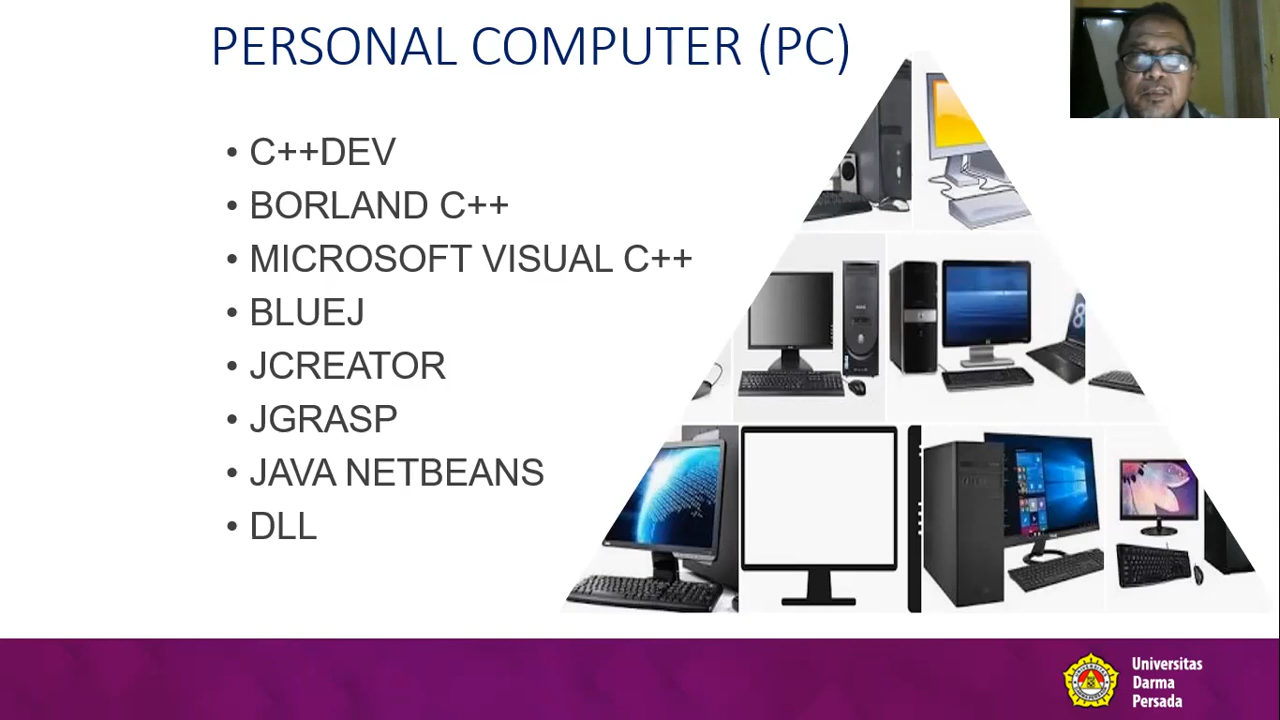 PERSONAL COMPUTER (PC)
• C++DEV
• BORLAND C++
• MICROSOFT VISUAL C++
• BLUEJ
• JCREATOR
• JGRASP
• JAVA NETBEANS
• DLL
Universitas
Darma
Persada